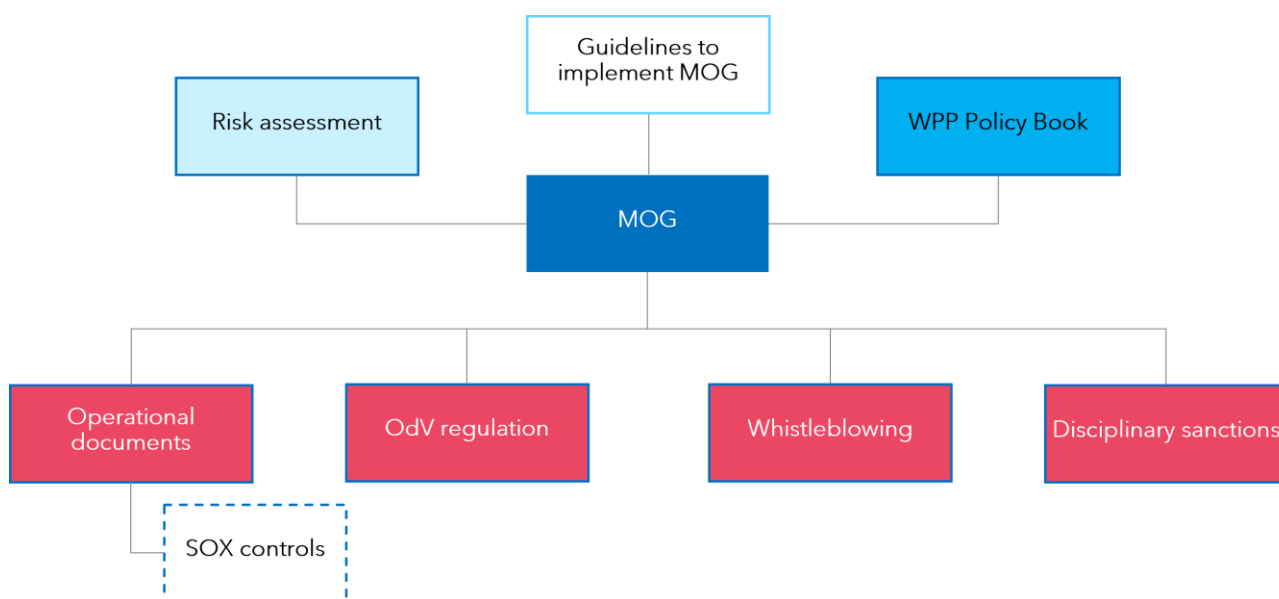 Guidelines to
implement MOG
Risk assessment
WPP Policy Book
MOG
Operational
documents
OdV regulation
Whistleblowing
Disciplinary sanctions
SOX controls